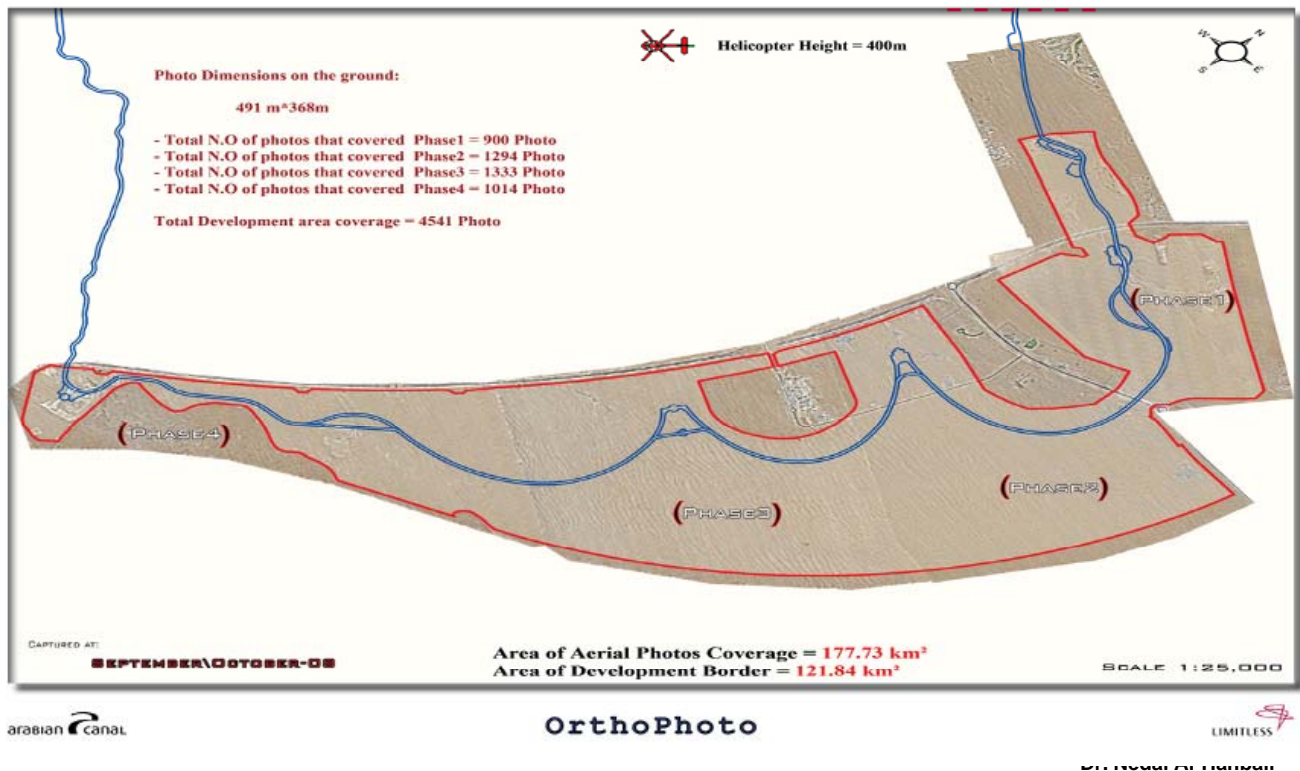 Helicopter Height = 400m
W
N
S
E
Photo Dimensions on the ground:
491 m*368m
- Total N.O of photos that covered Phase1 = 900 Photo
- Total N.O of photos that covered Phase2 = 1294 Photo
- Total N.O of photos that covered Phase3 = 1333 Photo
- Total N.O of photos that covered Phase4 = 1014 Photo
Total Development area coverage = 4541 Photo
(PHASE1)
(PHASE4)
(PHASE2)
(PHASE3)
CAPTURED AT:
SEPTEMBER\OCTOBER-08
Area of Aerial Photos Coverage = 177.73 km²
Area of Development Border = 121.84 km²
SCALE 1:25,000
arabian canal
OrthoPhoto
LIMITLESS
Dr.